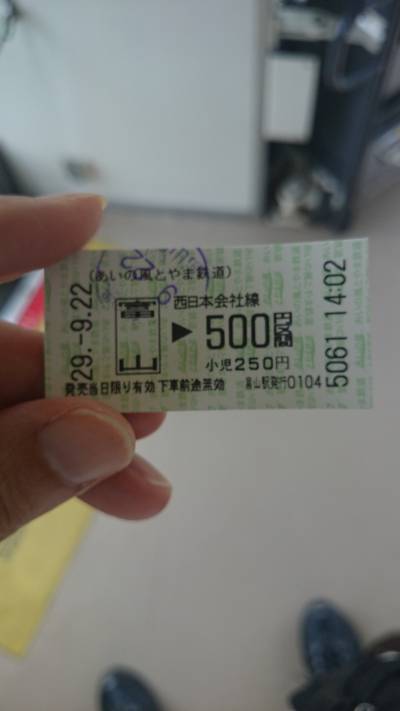 (あいの風とやま鉄道)
29.-9.22
富山
西日本会社線
▶500円区間
小児250円
発売当日限り有効 下車前途無効
富山駅発行0104
5061 14:02